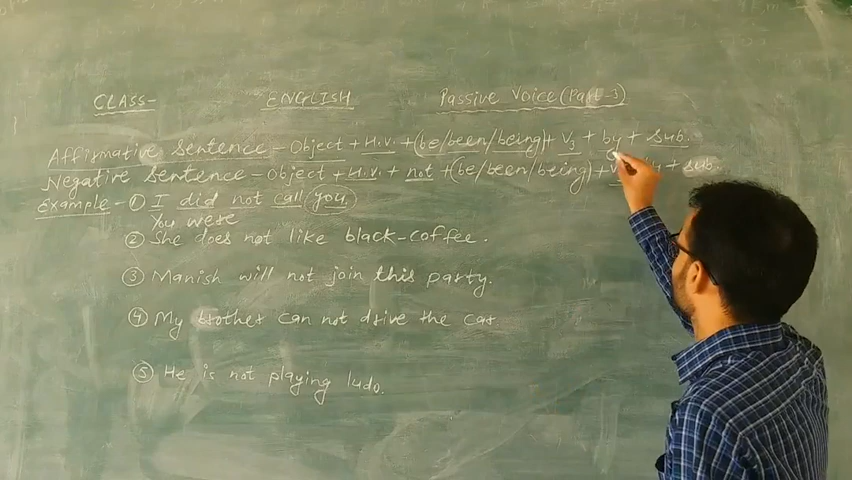 CLASS- ENGLISH Passive Voice (Part-3)
Affirmative Sentence - Object + H.V. + (be/been/being) + V3 + by + sub.
Negative Sentence - Object + H.V. + not + (be/been/being) + + sub.
Example - ① I did not call you.
You were
② She does not like black-coffee.
③ Manish will not join this party.
④ My brother can not drive the car
⑤ He is not playing ludo.